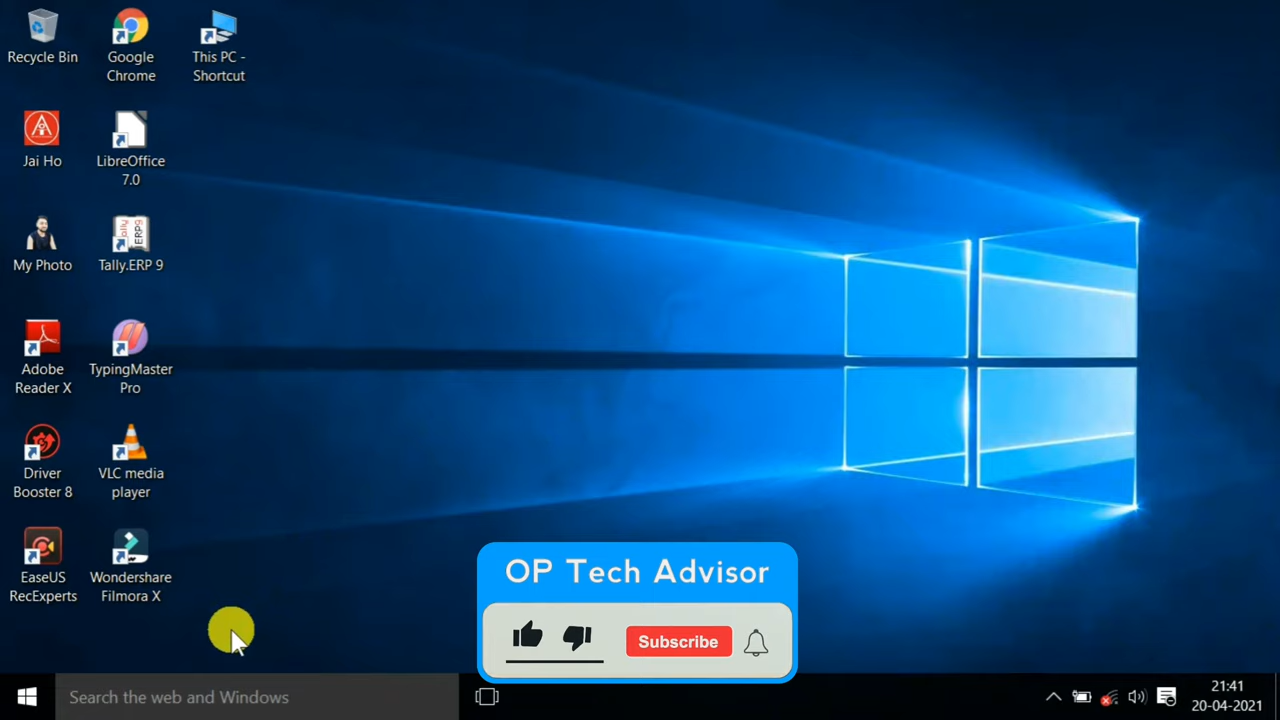 Recycle Bin
Google
Chrome
This PC -
Shortcut
Jai Ho
LibreOffice
7.0
My Photo
Tally.ERP 9
Adobe
Reader X
TypingMaster
Pro
Driver
Booster 8
VLC media
player
EaseUS
RecExperts
Wondershare
Filmora X
OP Tech Advisor
Subscribe
Search the web and Windows
21:41
20-04-2021